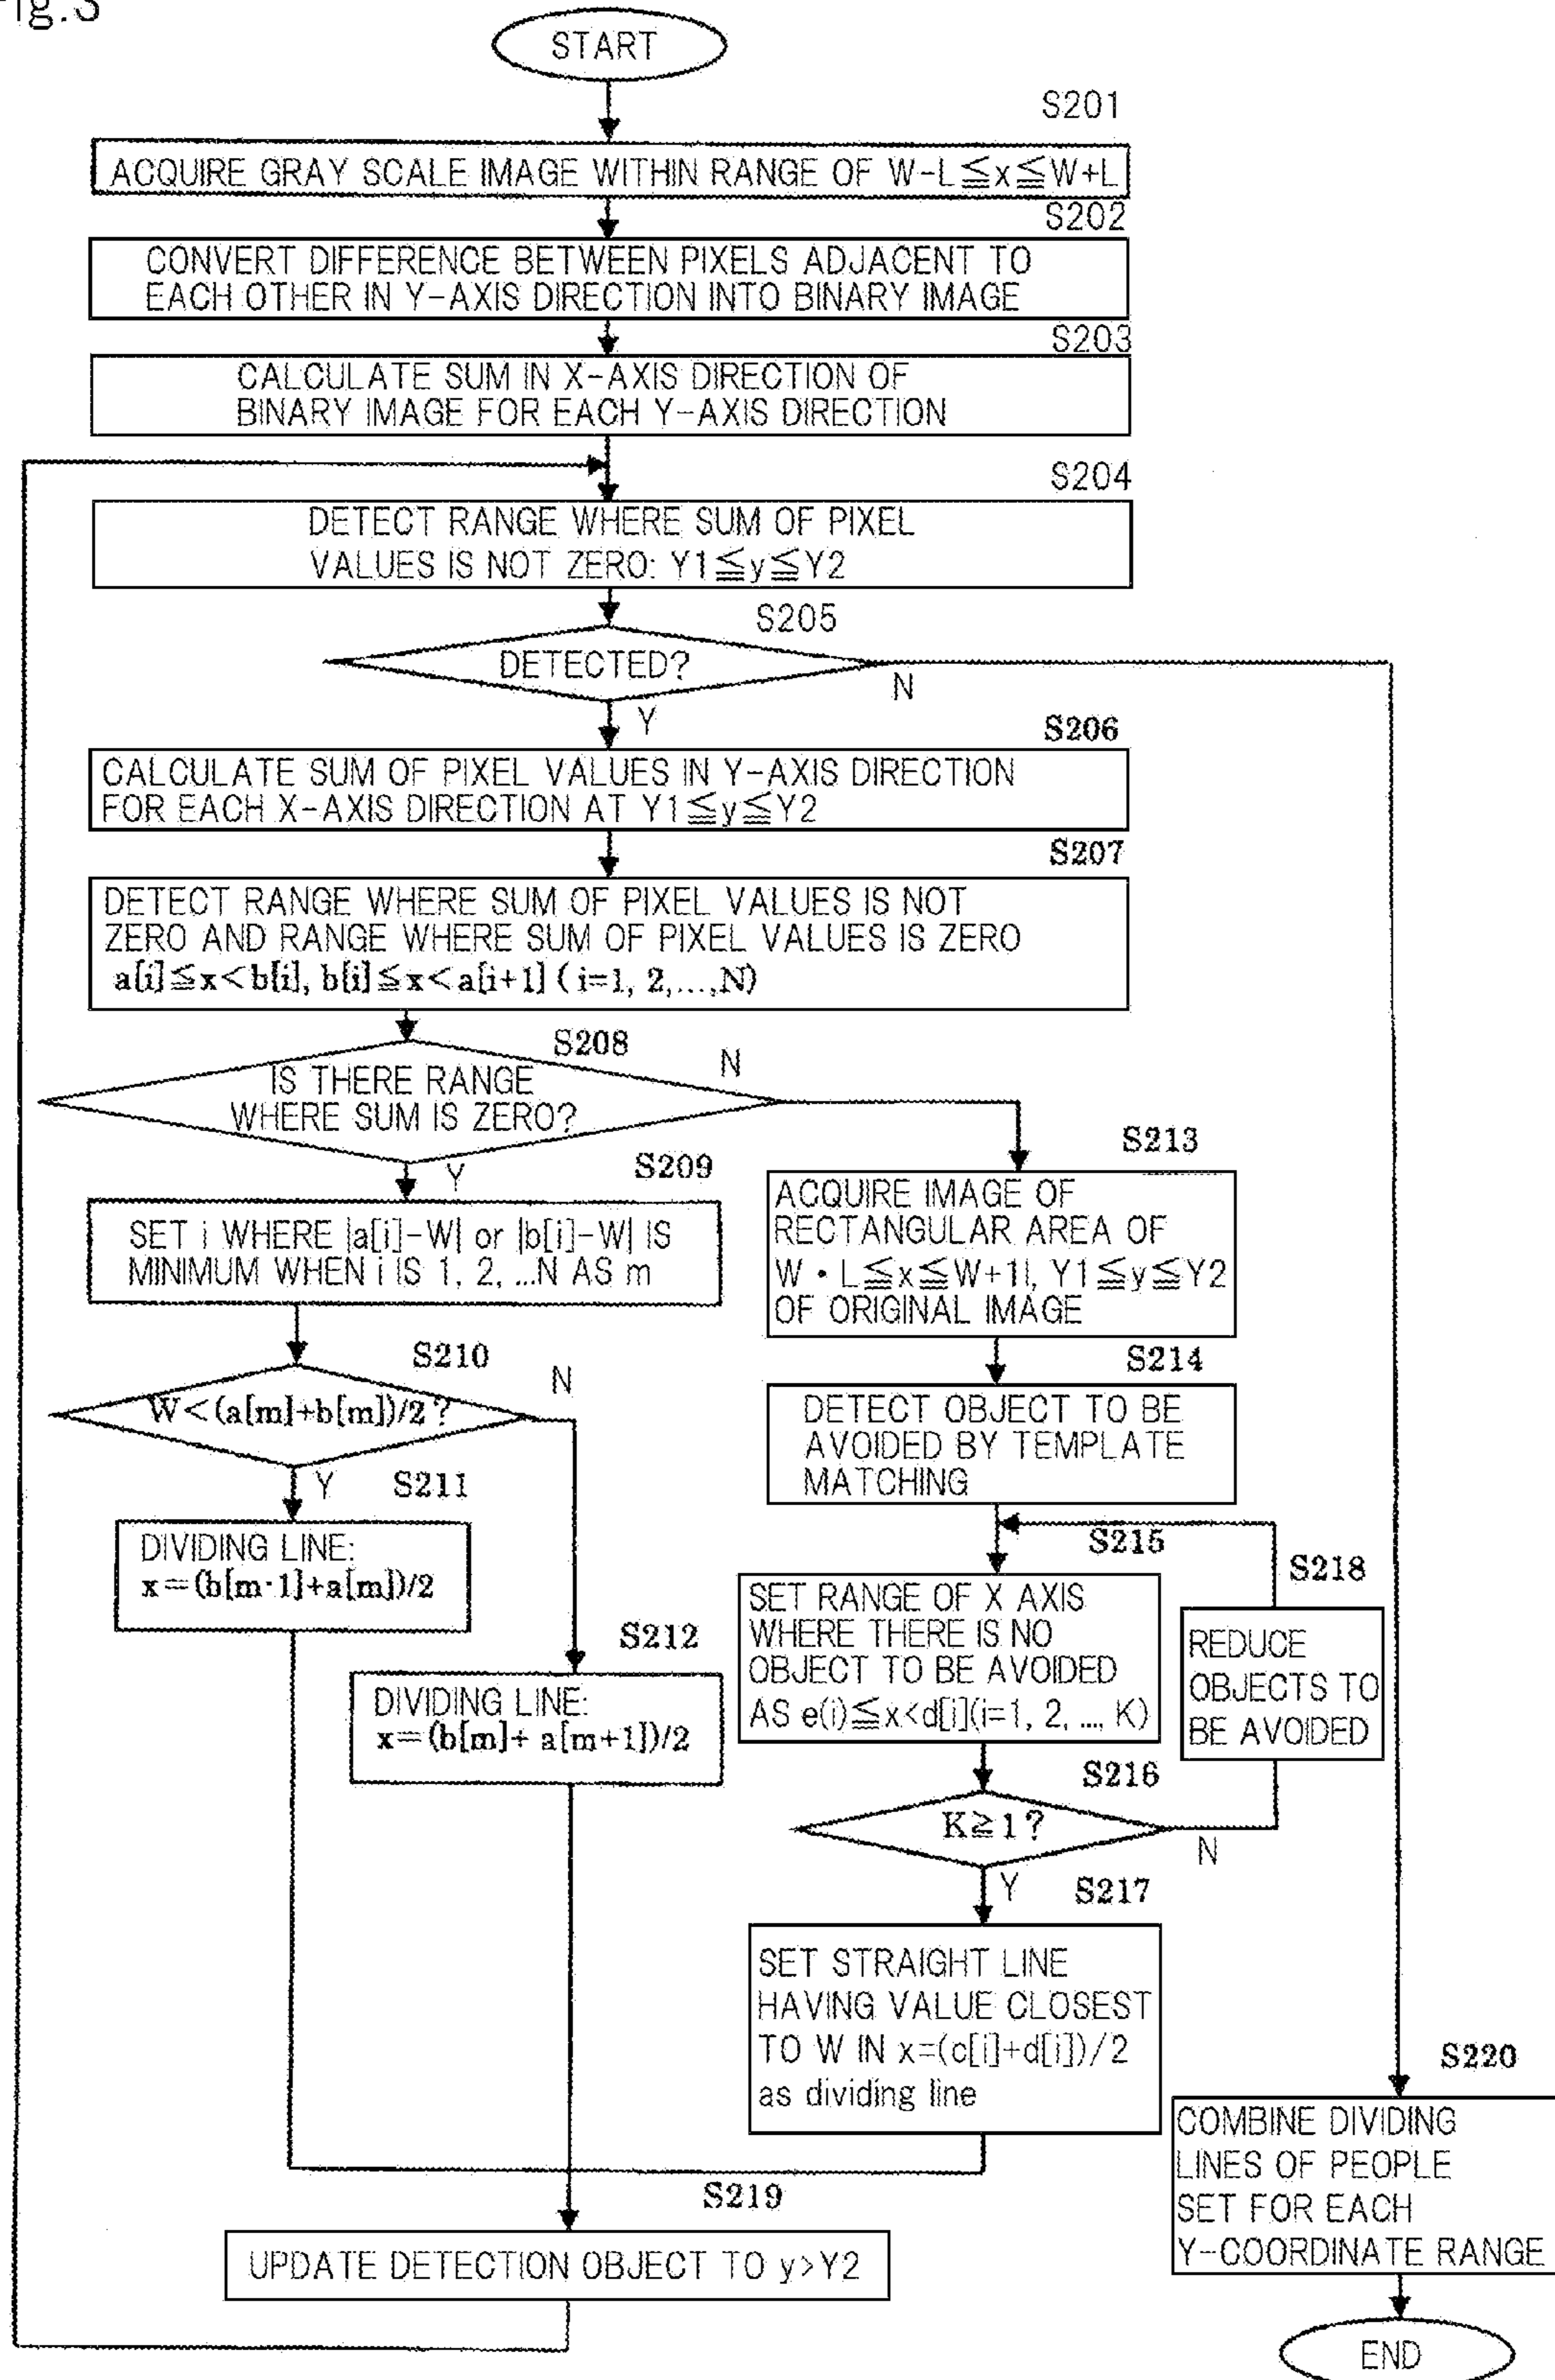 Fig.3
START
S201
ACQUIRE GRAY SCALE IMAGE WITHIN RANGE OF W-L≦x≦W+L
S202
CONVERT DIFFERENCE BETWEEN PIXELS ADJACENT TO
EACH OTHER IN Y-AXIS DIRECTION INTO BINARY IMAGE
S203
CALCULATE SUM IN X-AXIS DIRECTION OF
BINARY IMAGE FOR EACH Y-AXIS DIRECTION
S204
DETECT RANGE WHERE SUM OF PIXEL
VALUES IS NOT ZERO: Y1≦y≦Y2
S205
DETECTED?
N
Y
S206
CALCULATE SUM OF PIXEL VALUES IN Y-AXIS DIRECTION
FOR EACH X-AXIS DIRECTION AT Y1≦y≦Y2
S207
DETECT RANGE WHERE SUM OF PIXEL VALUES IS NOT
ZERO AND RANGE WHERE SUM OF PIXEL VALUES IS ZERO
a[i]≦x<b[i], b[i]≦x<a[i+1] (i=1, 2,...,N)
S208
N
IS THERE RANGE
WHERE SUM IS ZERO?
Y
S209
SET i WHERE |a[i]-W| or |b[i]-W| IS
MINIMUM WHEN i IS 1, 2, ...N AS m
S210
N
W<(a[m]+b[m])/2?
Y
S211
DIVIDING LINE:
x=(b[m·1]+a[m])/2
S212
DIVIDING LINE:
x=(b[m]+ a[m+1])/2
S213
ACQUIRE IMAGE OF
RECTANGULAR AREA OF
W・L≦x≦W+1l, Y1≦y≦Y2
OF ORIGINAL IMAGE
S214
DETECT OBJECT TO BE
AVOIDED BY TEMPLATE
MATCHING
S215
SET RANGE OF X AXIS
WHERE THERE IS NO
OBJECT TO BE AVOIDED
AS e(i)≦x<d[i](i=1, 2, ..., K)
S218
REDUCE
OBJECTS TO
BE AVOIDED
S216
K≧1?
N
Y
S217
SET STRAIGHT LINE
HAVING VALUE CLOSEST
TO W IN x=(c[i]+d[i])/2
as dividing line
S219
UPDATE DETECTION OBJECT TO y>Y2
S220
COMBINE DIVIDING
LINES OF PEOPLE
SET FOR EACH
Y-COORDINATE RANGE
END